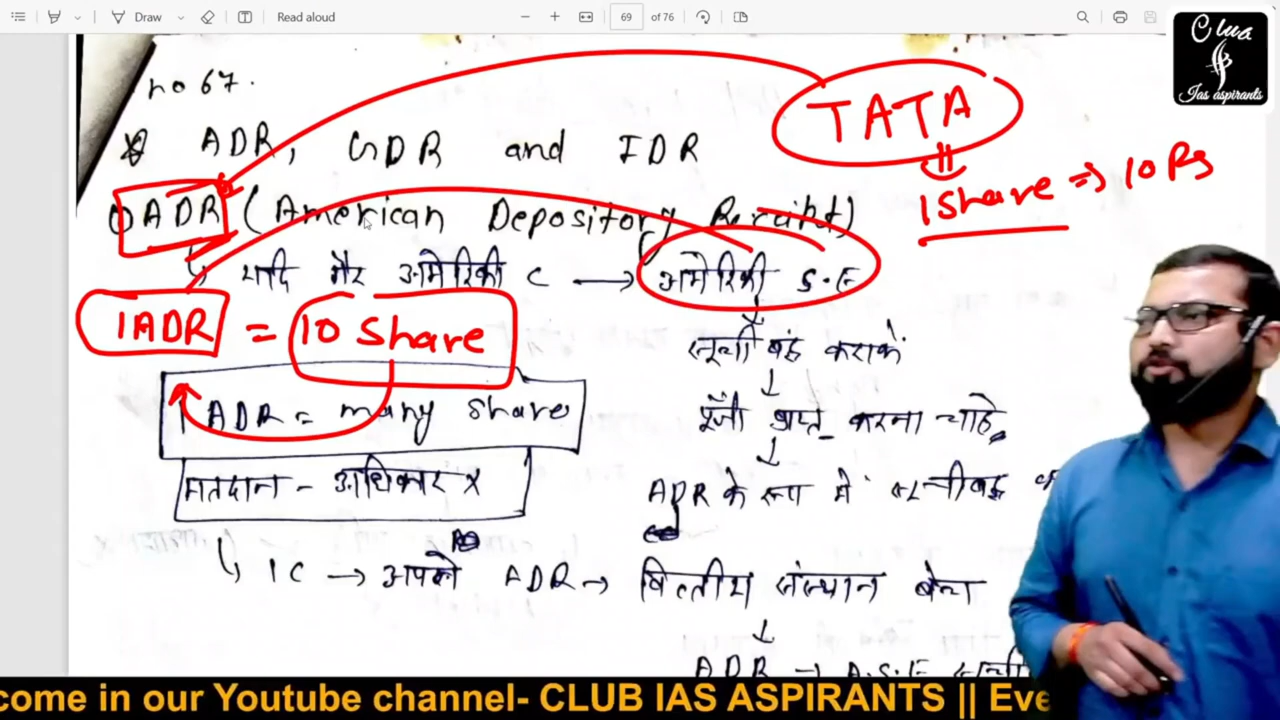 Draw
Read aloud
69 of 76
Club
Ias aspirants
no 67.
ADR, GDR and IDR
TATA
1 Share => 10 Rs
ADR (American Depository Receipt)
यदि गैर अमेरिकी C → अमेरिकी S.E
1ADR = 10 Share
सूचीबद्ध कराके
ADR = many share
पूँजी प्राप्त करना चाहे
मतदान - अधिकार x
ADR के रूप में
IC → अपने ADR → वित्तीय संस्थान बेचा
ADR → A.S.E
come in our Youtube channel- CLUB IAS ASPIRANTS || Eve